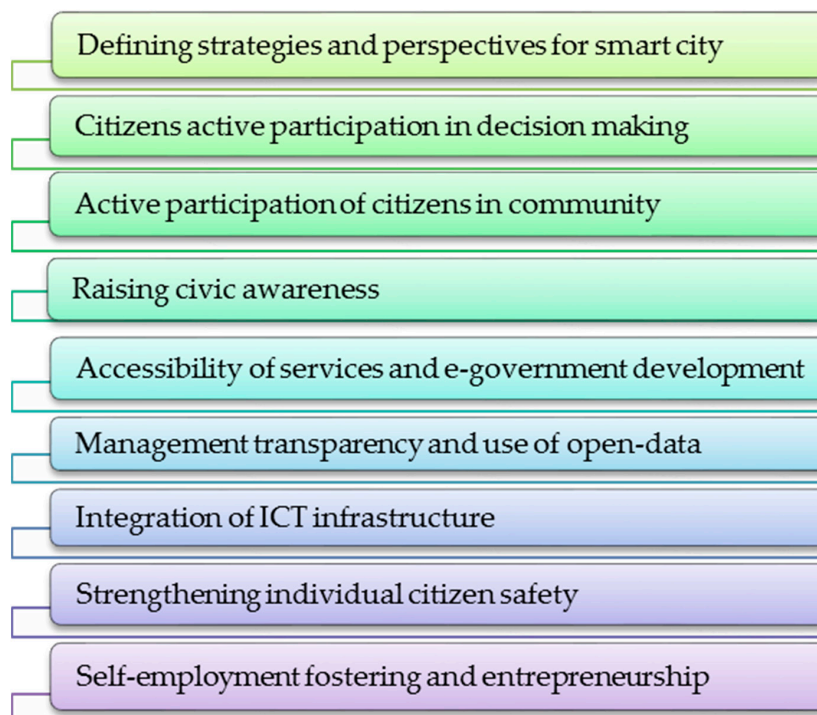 Defining strategies and perspectives for smart city
Citizens active participation in decision making
Active participation of citizens in community
Raising civic awareness
Accessibility of services and e-government development
Management transparency and use of open-data
Integration of ICT infrastructure
Strengthening individual citizen safety
Self-employment fostering and entrepreneurship